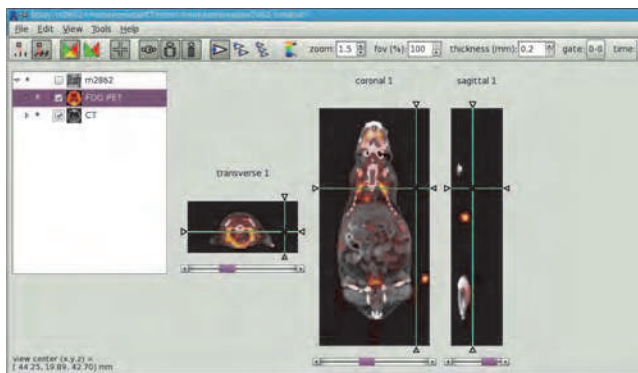 File Edit View Tools Help
zoom: 1.5 fov (%): 100 thickness (mm): 0.2 gate: 0-0 time:
m2862
FDG PET
CT
coronal 1 sagittal 1
transverse 1
view center (x,y,z) =
[ 44.25, 19.89, 42.70] mm